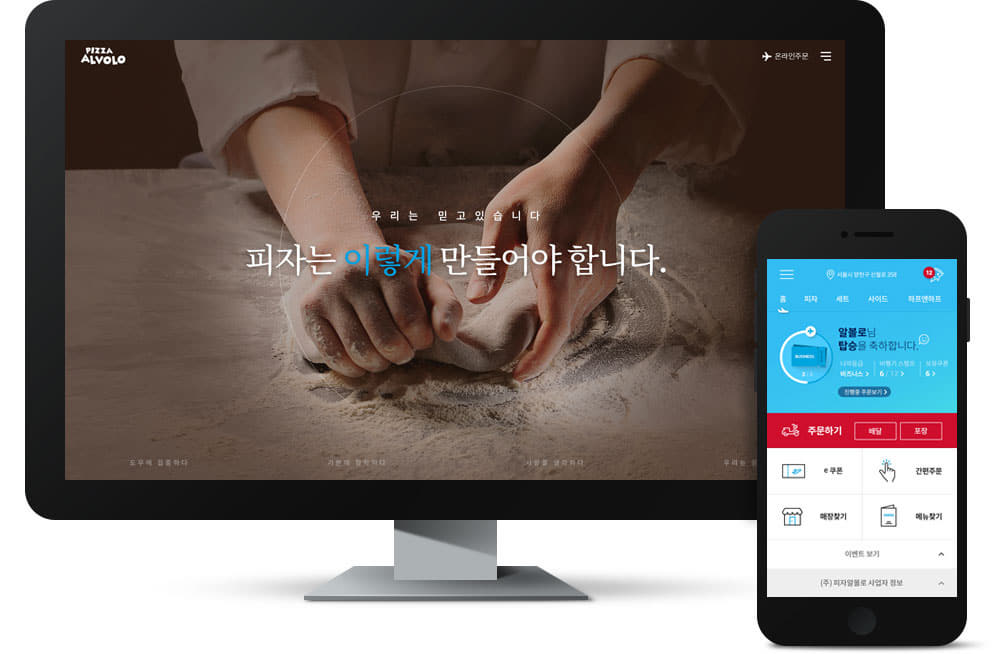 PIZZA
ALVOLO
온라인주문
우리는 믿고있습니다
피자는 이렇게 만들어야 합니다.
도우에 집중하다
기본에 정직하다
사람을 생각하다
우리는
서울시 양천구 신월로 358
12
홈 피자 세트 사이드 하프앤하프
알볼로님
탑승을 축하합니다.
BUSINESS
나의등급 비행기 스탬프 보유쿠폰
비즈니스 > 6 / 12 > 6 >
진행중 주문보기 >
주문하기 배달 포장
e 쿠폰 간편주문
매장찾기 메뉴찾기
이벤트 보기
(주) 피자알볼로 사업자 정보